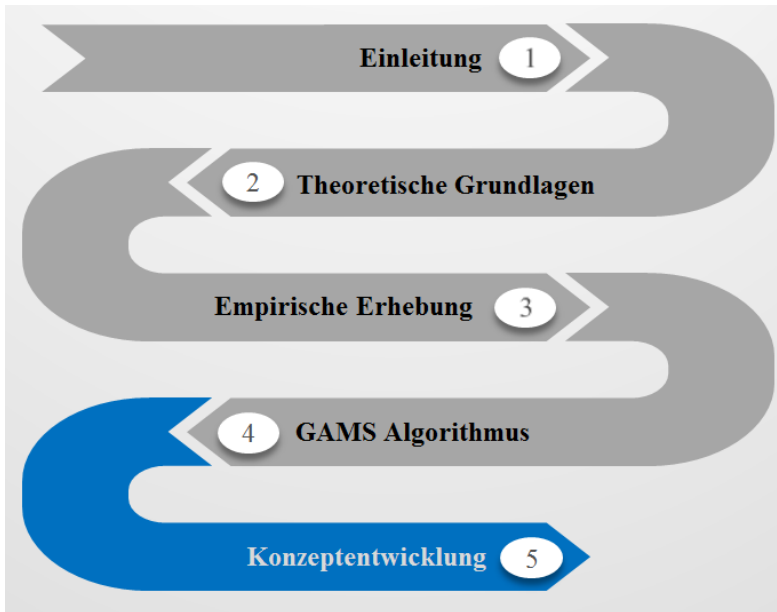 Einleitung 1
2 Theoretische Grundlagen
Empirische Erhebung 3
4 GAMS Algorithmus
Konzeptentwicklung 5